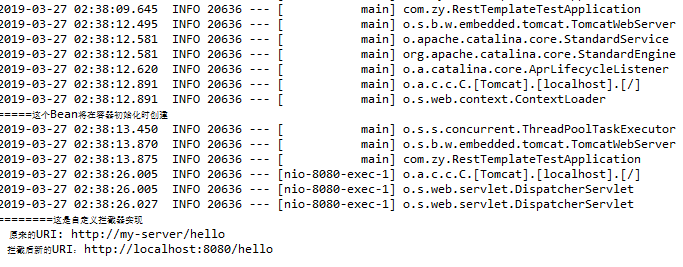 2019-03-27 02:38:09.645  INFO 20636 --- [           main] com.zy.RestTemplateTestApplication
2019-03-27 02:38:12.495  INFO 20636 --- [           main] o.s.b.w.embedded.tomcat.TomcatWebServer
2019-03-27 02:38:12.581  INFO 20636 --- [           main] o.apache.catalina.core.StandardService
2019-03-27 02:38:12.581  INFO 20636 --- [           main] org.apache.catalina.core.StandardEngine
2019-03-27 02:38:12.620  INFO 20636 --- [           main] o.a.catalina.core.AprLifecycleListener
2019-03-27 02:38:12.891  INFO 20636 --- [           main] o.a.c.c.C.[Tomcat].[localhost].[/]
2019-03-27 02:38:12.891  INFO 20636 --- [           main] o.s.web.context.ContextLoader
=====这个Bean将在容器初始化时创建
2019-03-27 02:38:13.450  INFO 20636 --- [           main] o.s.s.concurrent.ThreadPoolTaskExecutor
2019-03-27 02:38:13.870  INFO 20636 --- [           main] o.s.b.w.embedded.tomcat.TomcatWebServer
2019-03-27 02:38:13.875  INFO 20636 --- [           main] com.zy.RestTemplateTestApplication
2019-03-27 02:38:26.005  INFO 20636 --- [nio-8080-exec-1] o.a.c.c.C.[Tomcat].[localhost].[/]
2019-03-27 02:38:26.005  INFO 20636 --- [nio-8080-exec-1] o.s.web.servlet.DispatcherServlet
2019-03-27 02:38:26.027  INFO 20636 --- [nio-8080-exec-1] o.s.web.servlet.DispatcherServlet
========这是自定义拦截器实现
原来的URI: http://my-server/hello
拦截后新的URI: http://localhost:8080/hello